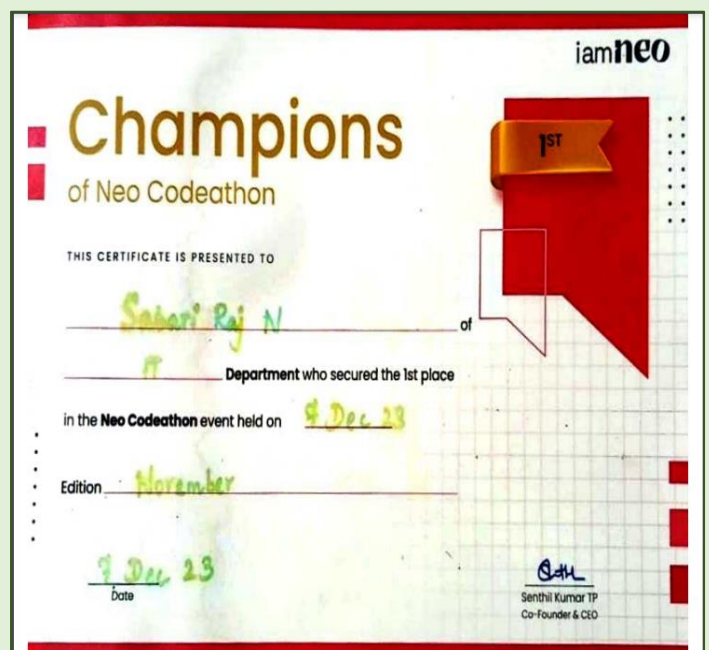 iamneo
Champions
of Neo Codeathon
1ST
THIS CERTIFICATE IS PRESENTED TO
Sabari Raj N of
IT Department who secured the 1st place
in the Neo Codeathon event held on 7 Dec 23
Edition November
7 Dec 23
Date
Senthil Kumar TP
Co-Founder & CEO